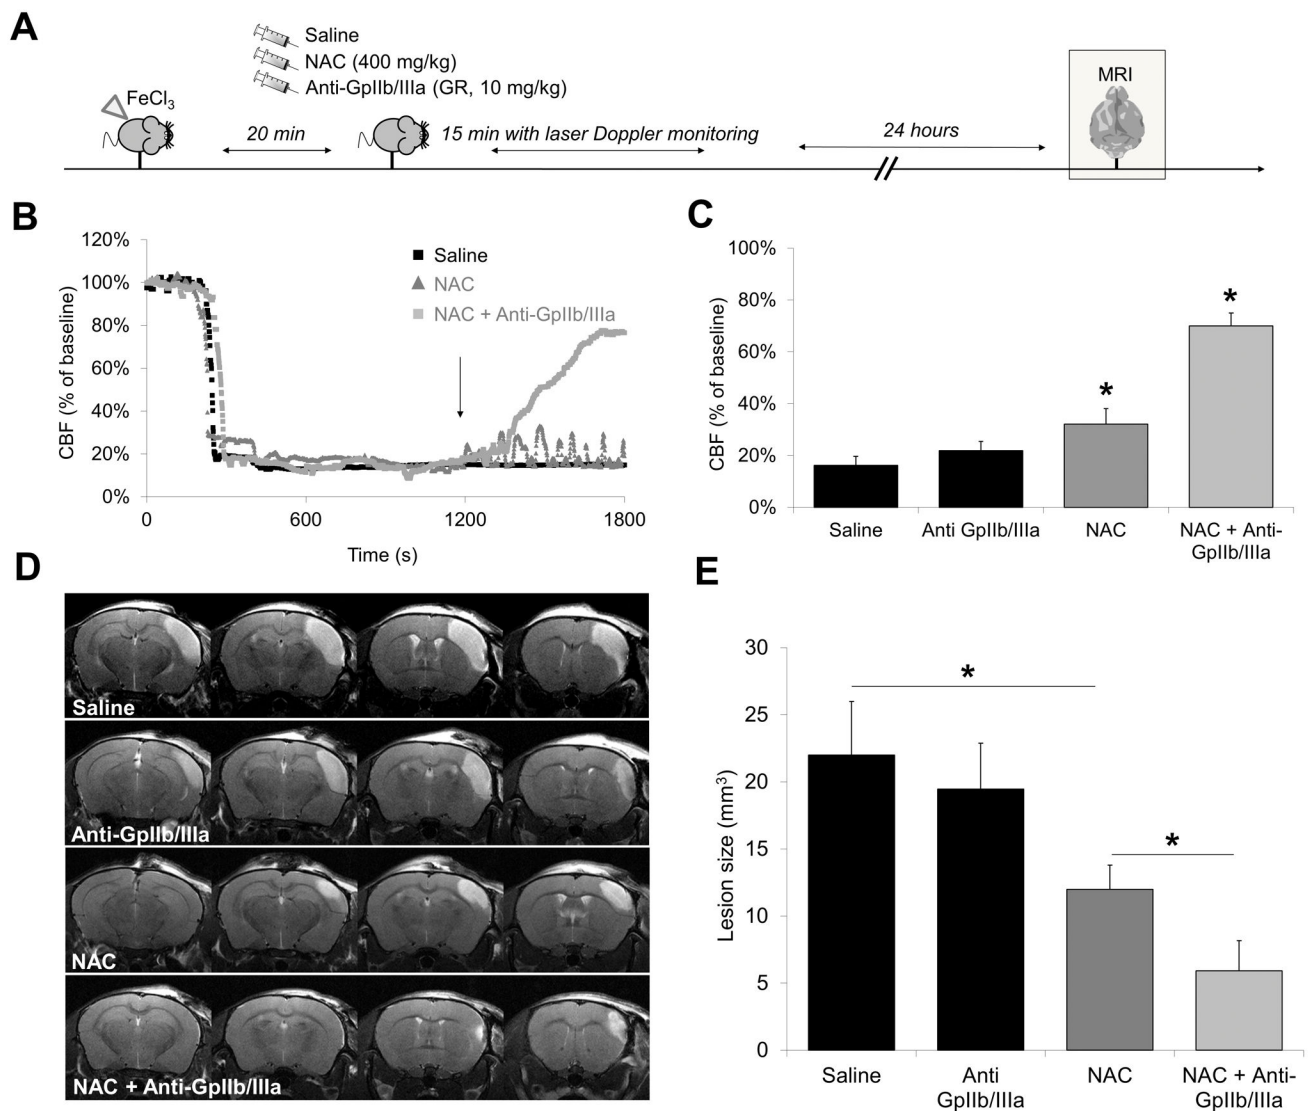 A
Saline
NAC (400 mg/kg)
Anti-GpIIb/IIIa (GR, 10 mg/kg)
FeCl3
20 min
15 min with laser Doppler monitoring
24 hours
MRI
B
CBF (% of baseline)
120%
100%
80%
60%
40%
20%
0%
0
600
1200
1800
Time (s)
Saline
NAC
NAC + Anti-GpIIb/IIIa
C
CBF (% of baseline)
100%
80%
60%
40%
20%
0%
*
*
Saline
Anti GpIIb/IIIa
NAC
NAC + Anti-
GpIIb/IIIa
D
Saline
Anti-GpIIb/IIIa
NAC
NAC + Anti-GpIIb/IIIa
E
Lesion size (mm3)
30
25
20
15
10
5
0
*
*
Saline
Anti
GpIIb/IIIa
NAC
NAC + Anti-
GpIIb/IIIa